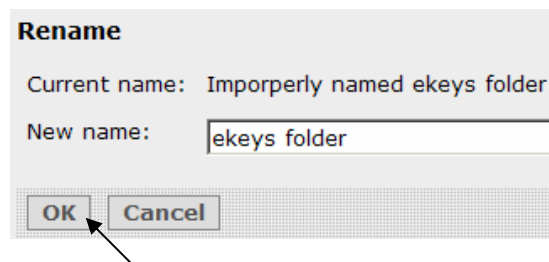 Rename
Current name: Imporperly named ekeys folder
New name: ekeys folder
OK Cancel